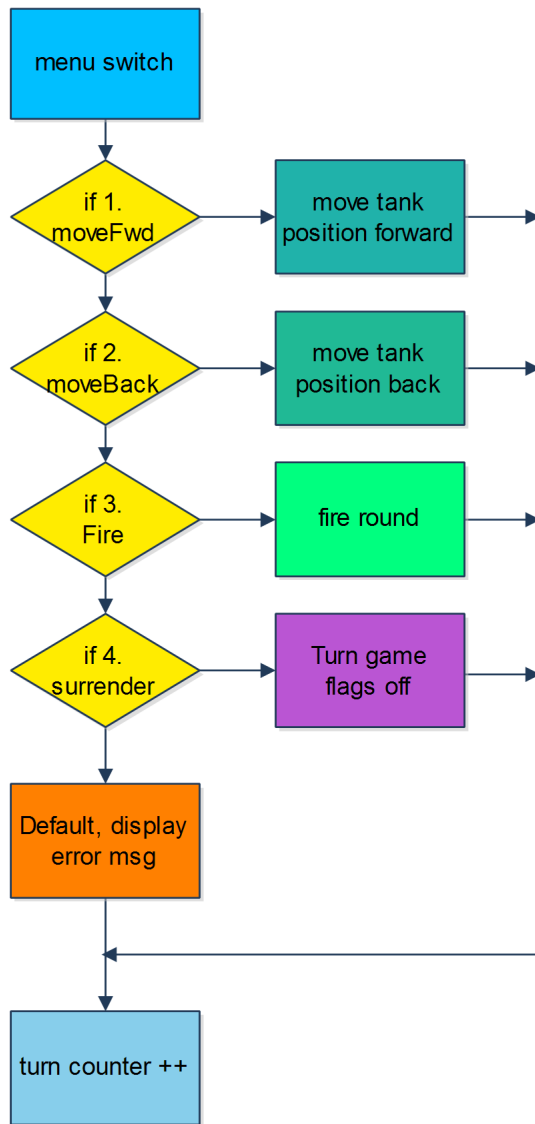 menu switch
if 1.
moveFwd
move tank
position forward
if 2.
moveBack
move tank
position back
if 3.
Fire
fire round
if 4.
surrender
Turn game
flags off
Default, display
error msg
turn counter ++